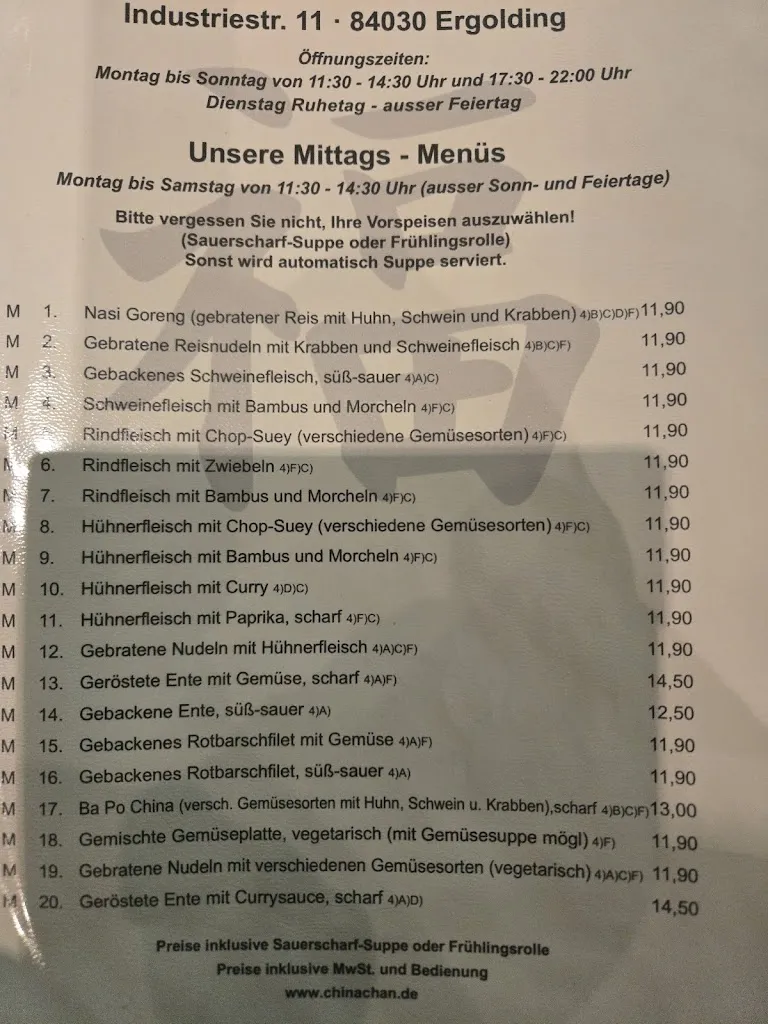 Industriestr. 11 · 84030 Ergolding
Öffnungszeiten:
Montag bis Sonntag von 11:30 - 14:30 Uhr und 17:30 - 22:00 Uhr
Dienstag Ruhetag - ausser Feiertag
Unsere Mittags - Menüs
Montag bis Samstag von 11:30 - 14:30 Uhr (ausser Sonn- und Feiertage)
Bitte vergessen Sie nicht, Ihre Vorspeisen auszuwählen!
(Sauerscharf-Suppe oder Frühlingsrolle)
Sonst wird automatisch Suppe serviert.
M 1. Nasi Goreng (gebratener Reis mit Huhn, Schwein und Krabben) 4)B)C)D)F) 11,90
M 2. Gebratene Reisnudeln mit Krabben und Schweinefleisch 4)B)C)F) 11,90
M 3. Gebackenes Schweinefleisch, süß-sauer 4)A)C) 11,90
M 4. Schweinefleisch mit Bambus und Morcheln 4)F)C) 11,90
M Rindfleisch mit Chop-Suey (verschiedene Gemüsesorten) 4)F)C) 11,90
M 6. Rindfleisch mit Zwiebeln 4)F)C) 11,90
M 7. Rindfleisch mit Bambus und Morcheln 4)F)C) 11,90
M 8. Hühnerfleisch mit Chop-Suey (verschiedene Gemüsesorten) 4)F)C) 11,90
M 9. Hühnerfleisch mit Bambus und Morcheln 4)F)C) 11,90
M 10. Hühnerfleisch mit Curry 4)D)C) 11,90
M 11. Hühnerfleisch mit Paprika, scharf 4)F)C) 11,90
M 12. Gebratene Nudeln mit Hühnerfleisch 4)A)C)F) 11,90
M 13. Geröstete Ente mit Gemüse, scharf 4)A)F) 14,50
M 14. Gebackene Ente, süß-sauer 4)A) 12,50
M 15. Gebackenes Rotbarschfilet mit Gemüse 4)A)F) 11,90
M 16. Gebackenes Rotbarschfilet, süß-sauer 4)A) 11,90
M 17. Ba Po China (versch. Gemüsesorten mit Huhn, Schwein u. Krabben),scharf 4)B)C)F) 13,00
M 18. Gemischte Gemüseplatte, vegetarisch (mit Gemüsesuppe mögl) 4)F) 11,90
M 19. Gebratene Nudeln mit verschiedenen Gemüsesorten (vegetarisch) 4)A)C)F) 11,90
M 20. Geröstete Ente mit Currysauce, scharf 4)A)D) 14,50
Preise inklusive Sauerscharf-Suppe oder Frühlingsrolle
Preise inklusive MwSt. und Bedienung
www.chinachan.de